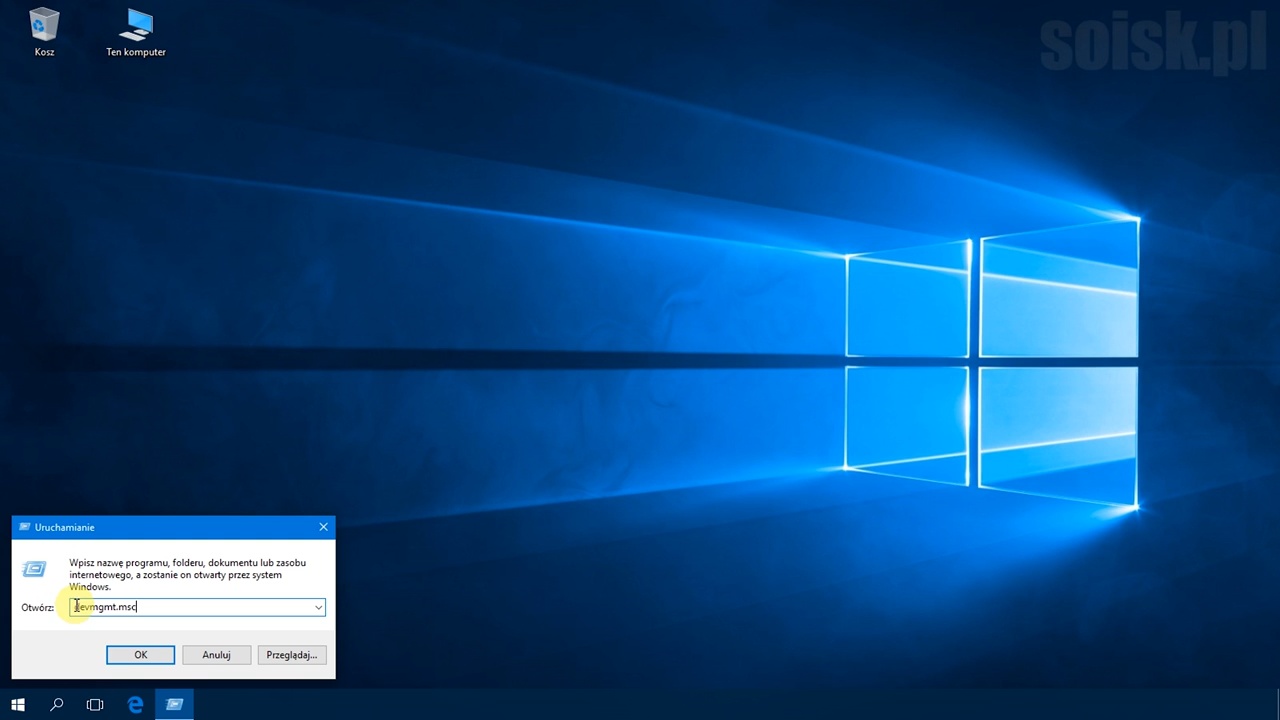 soisk.pl
Kosz
Ten komputer
Uruchamianie
Wpisz nazwę programu, folderu, dokumentu lub zasobu
internetowego, a zostanie on otwarty przez system
Windows.
Otwórz:
devmgmt.msc
OK
Anuluj
Przeglądaj...